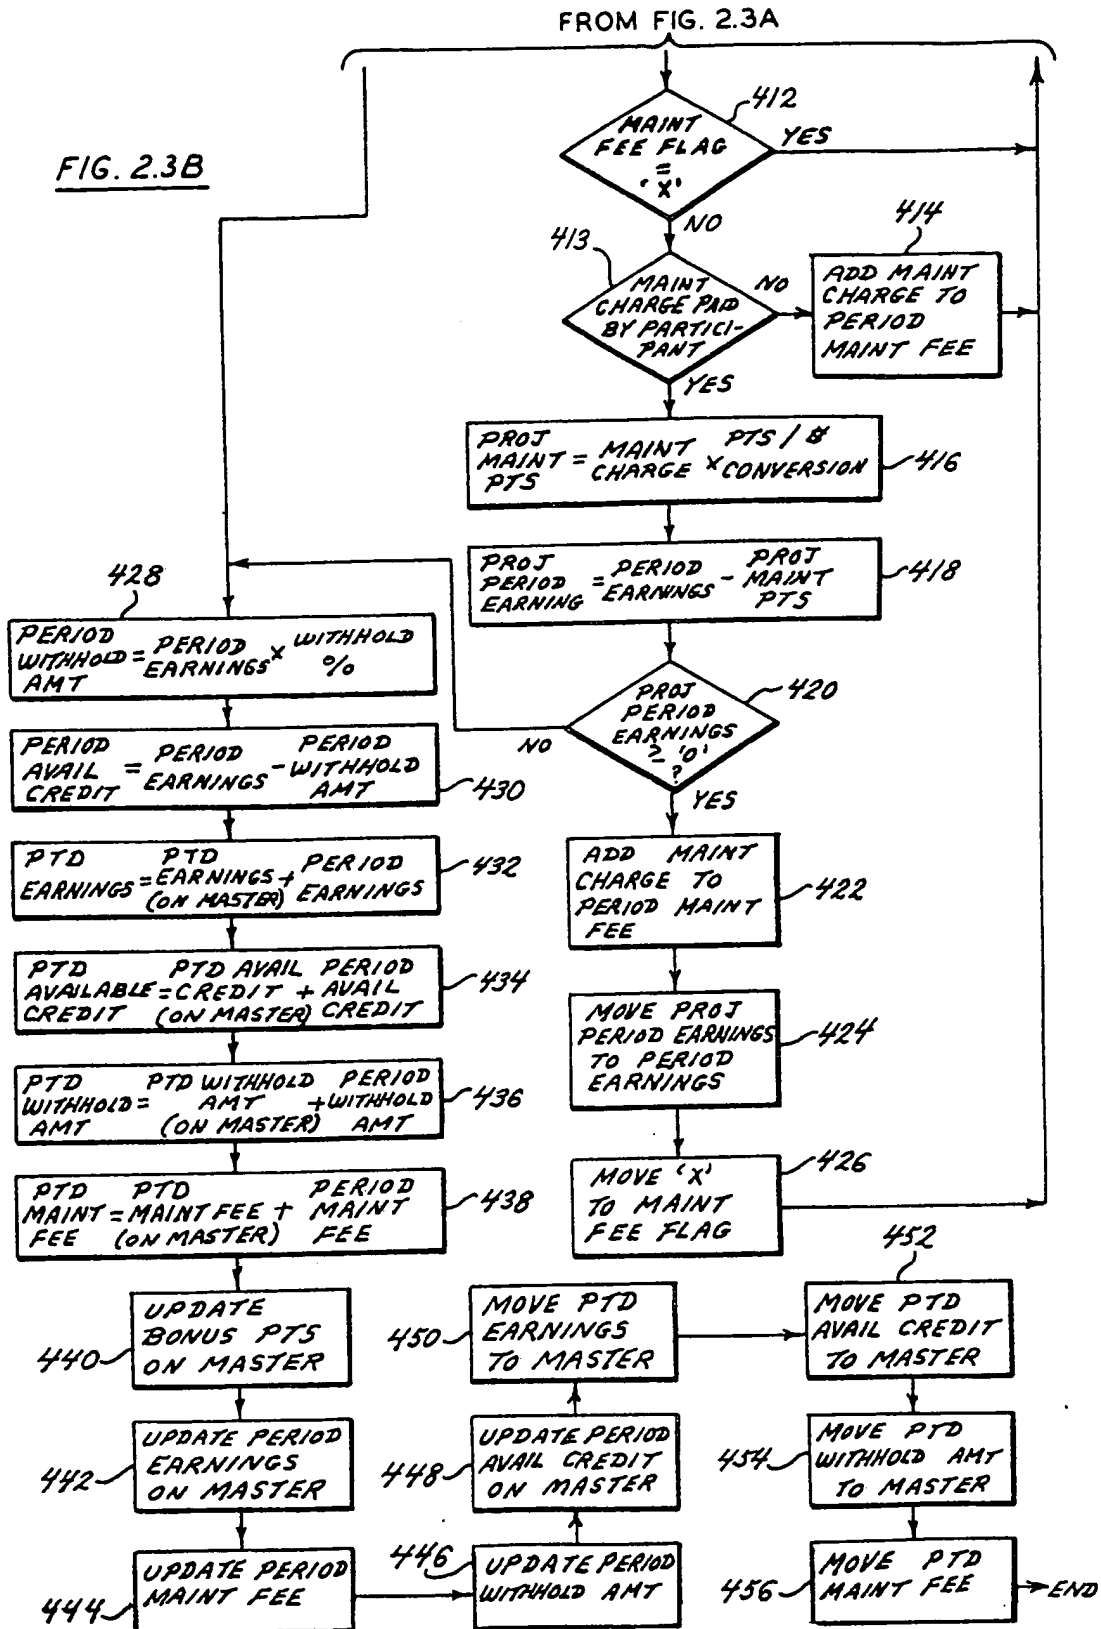 FROM FIG. 2.3A
FIG. 2.3B
412
MAINT
FEE FLAG
=
'X'
YES
NO
413
MAINT
CHARGE PAID
BY PARTICI-
PANT
NO
YES
414
ADD MAINT
CHARGE TO
PERIOD
MAINT FEE
PROJ
MAINT
PTS
= MAINT
CHARGE
× PTS / $
CONVERSION
416
PROJ
PERIOD
EARNING
= PERIOD
EARNINGS
- PROJ
MAINT
PTS
418
PROJ
PERIOD
EARNINGS
≥ '0'
?
420
NO
YES
ADD MAINT
CHARGE TO
PERIOD MAINT
FEE
422
MOVE PROJ
PERIOD EARNINGS
TO PERIOD
EARNINGS
424
MOVE 'X'
TO MAINT
FEE FLAG
426
428
PERIOD
WITHHOLD
AMT
= PERIOD
EARNINGS
× WITHHOLD
%
PERIOD
AVAIL
CREDIT
= PERIOD
EARNINGS
- PERIOD
WITHHOLD
AMT
430
PTD
EARNINGS
= PTD
EARNINGS
(ON MASTER)
+ PERIOD
EARNINGS
432
PTD
AVAILABLE
CREDIT
= PTD AVAIL
CREDIT
(ON MASTER)
+ PERIOD
AVAIL
CREDIT
434
PTD
WITHHOLD
AMT
= PTD WITHHOLD
AMT
(ON MASTER)
+ PERIOD
WITHHOLD
AMT
436
PTD
MAINT
FEE
= PTD
MAINT FEE
(ON MASTER)
+ PERIOD
MAINT
FEE
438
UPDATE
BONUS PTS
ON MASTER
440
UPDATE PERIOD
EARNINGS
ON MASTER
442
UPDATE PERIOD
MAINT FEE
444
446
UPDATE PERIOD
WITHHOLD AMT
UPDATE PERIOD
AVAIL CREDIT
ON MASTER
448
MOVE PTD
EARNINGS
TO MASTER
450
452
MOVE PTD
AVAIL CREDIT
TO MASTER
MOVE PTD
WITHHOLD AMT
TO MASTER
454
MOVE PTD
MAINT FEE
456
END